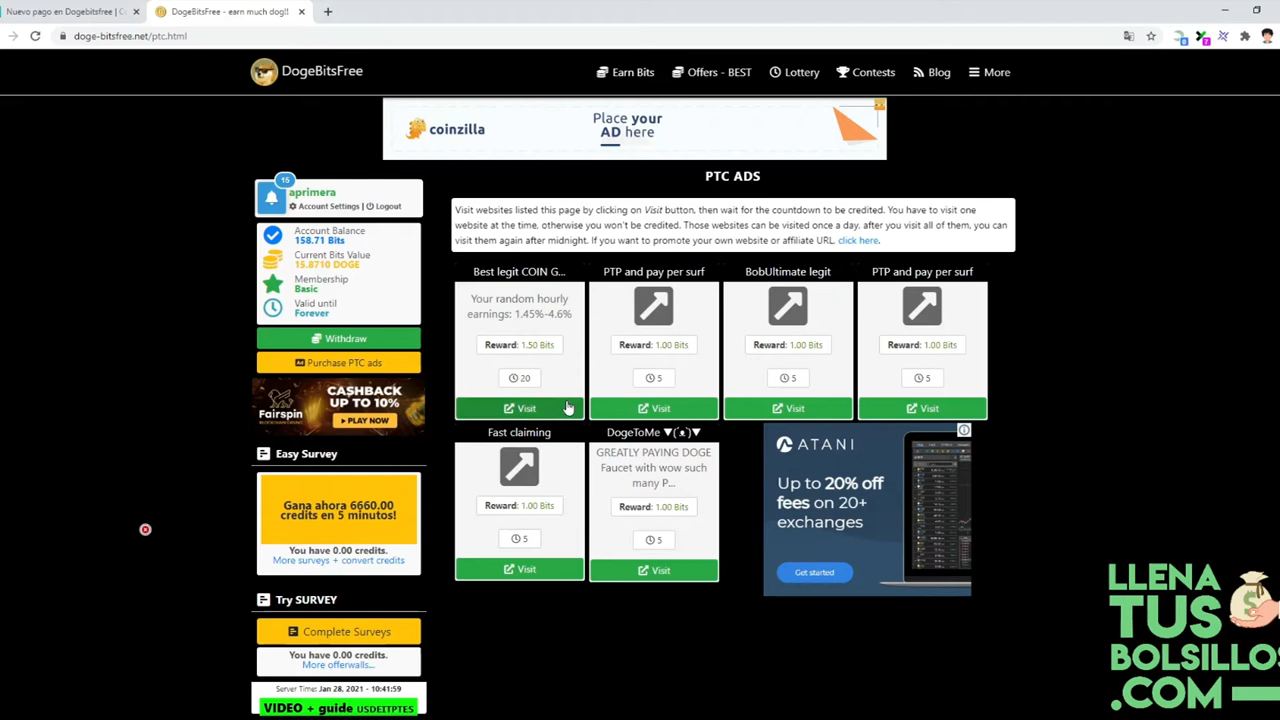 Nuevo pago en Dogebitsfree | C
DogeBitsFree - earn much dog!!
doge-bitsfree.net/ptc.html
6
7
DogeBitsFree
Earn Bits
Offers - BEST
Lottery
Contests
Blog
More
coinzilla
Place your
AD here
15
aprimera
Account Settings | Logout
Account Balance
158.71 Bits
Current Bits Value
15.8710 DOGE
Membership
Basic
Valid until
Forever
Withdraw
Purchase PTC ads
Fairspin
CASHBACK
UP TO 10%
PLAY NOW
Easy Survey
Gana ahora 6660.00
credits en 5 minutos!
You have 0.00 credits.
More surveys + convert credits
Try SURVEY
Complete Surveys
You have 0.00 credits.
More offerwalls...
Server Time: Jan 28, 2021 - 10:41:59
VIDEO + guide USDEITPTES
PTC ADS
Visit websites listed this page by clicking on Visit button, then wait for the countdown to be credited. You have to visit one
website at the time, otherwise you won't be credited. Those websites can be visited once a day, after you visit all of them, you can
visit them again after midnight. If you want to promote your own website or affiliate URL, click here.
Best legit COIN G...
Your random hourly
earnings: 1.45%-4.6%
Reward: 1.50 Bits
20
Visit
PTP and pay per surf
Reward: 1.00 Bits
5
Visit
BobUltimate legit
Reward: 1.00 Bits
5
Visit
PTP and pay per surf
Reward: 1.00 Bits
5
Visit
Fast claiming
Reward: 1.00 Bits
5
Visit
DogeToMe
GREATLY PAYING DOGE
Faucet with wow such
many P...
Reward: 1.00 Bits
5
Visit
ATANI
Up to 20% off
fees on 20+
exchanges
Get started
LLENA
TUS
BOLSILLOS
.COM